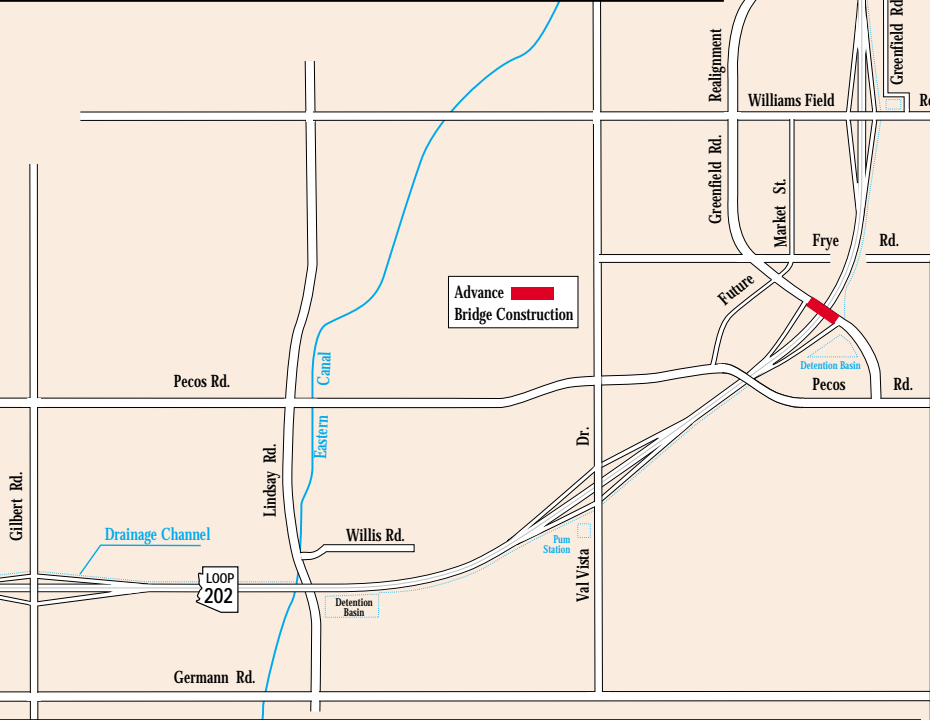 Realignment
Greenfield Rd.
Williams Field
Rd
Greenfield Rd.
Market St.
Frye
Rd.
Future
Advance
Bridge Construction
Detention Basin
Pecos
Rd.
Pecos Rd.
Eastern Canal
Lindsay Rd.
Gilbert Rd.
Drainage Channel
Willis Rd.
Dr.
Val Vista
Pum
Station
LOOP
202
Detention
Basin
Germann Rd.